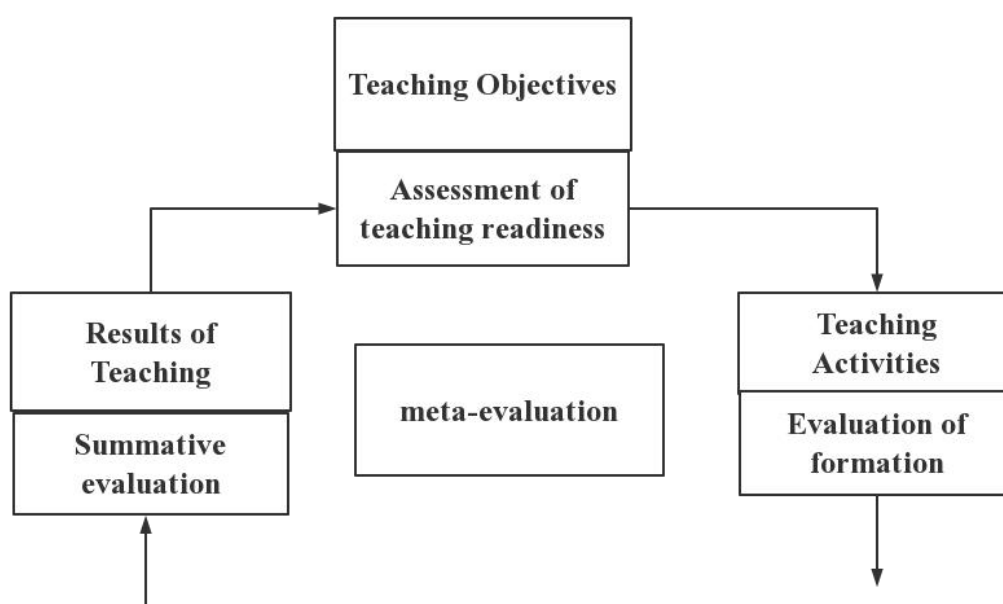 Teaching Objectives
Assessment of
teaching readiness
Results of
Teaching
Summative
evaluation
meta-evaluation
Teaching
Activities
Evaluation of
formation